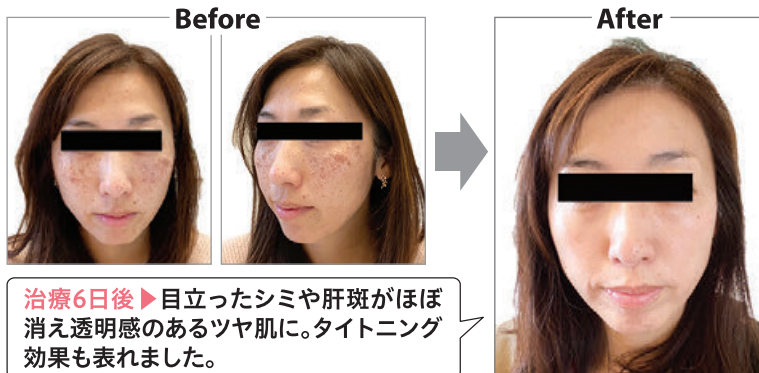 Before
After
治療6日後▶目立ったシミや肝斑がほぼ
消え透明感のあるツヤ肌に。タイトニング
効果も表れました。